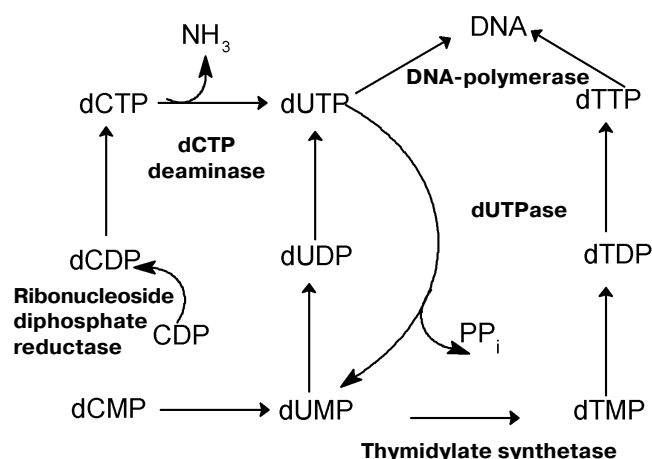 NH₃
DNA
DNA-polymerase
dCTP
dUTP
dTTP
dCTP
deaminase
dUTPase
dCDP
dUDP
dTDP
Ribonucleoside
diphosphate
reductase
CDP
PPᵢ
dCMP
dUMP
dTMP
Thymidylate synthetase